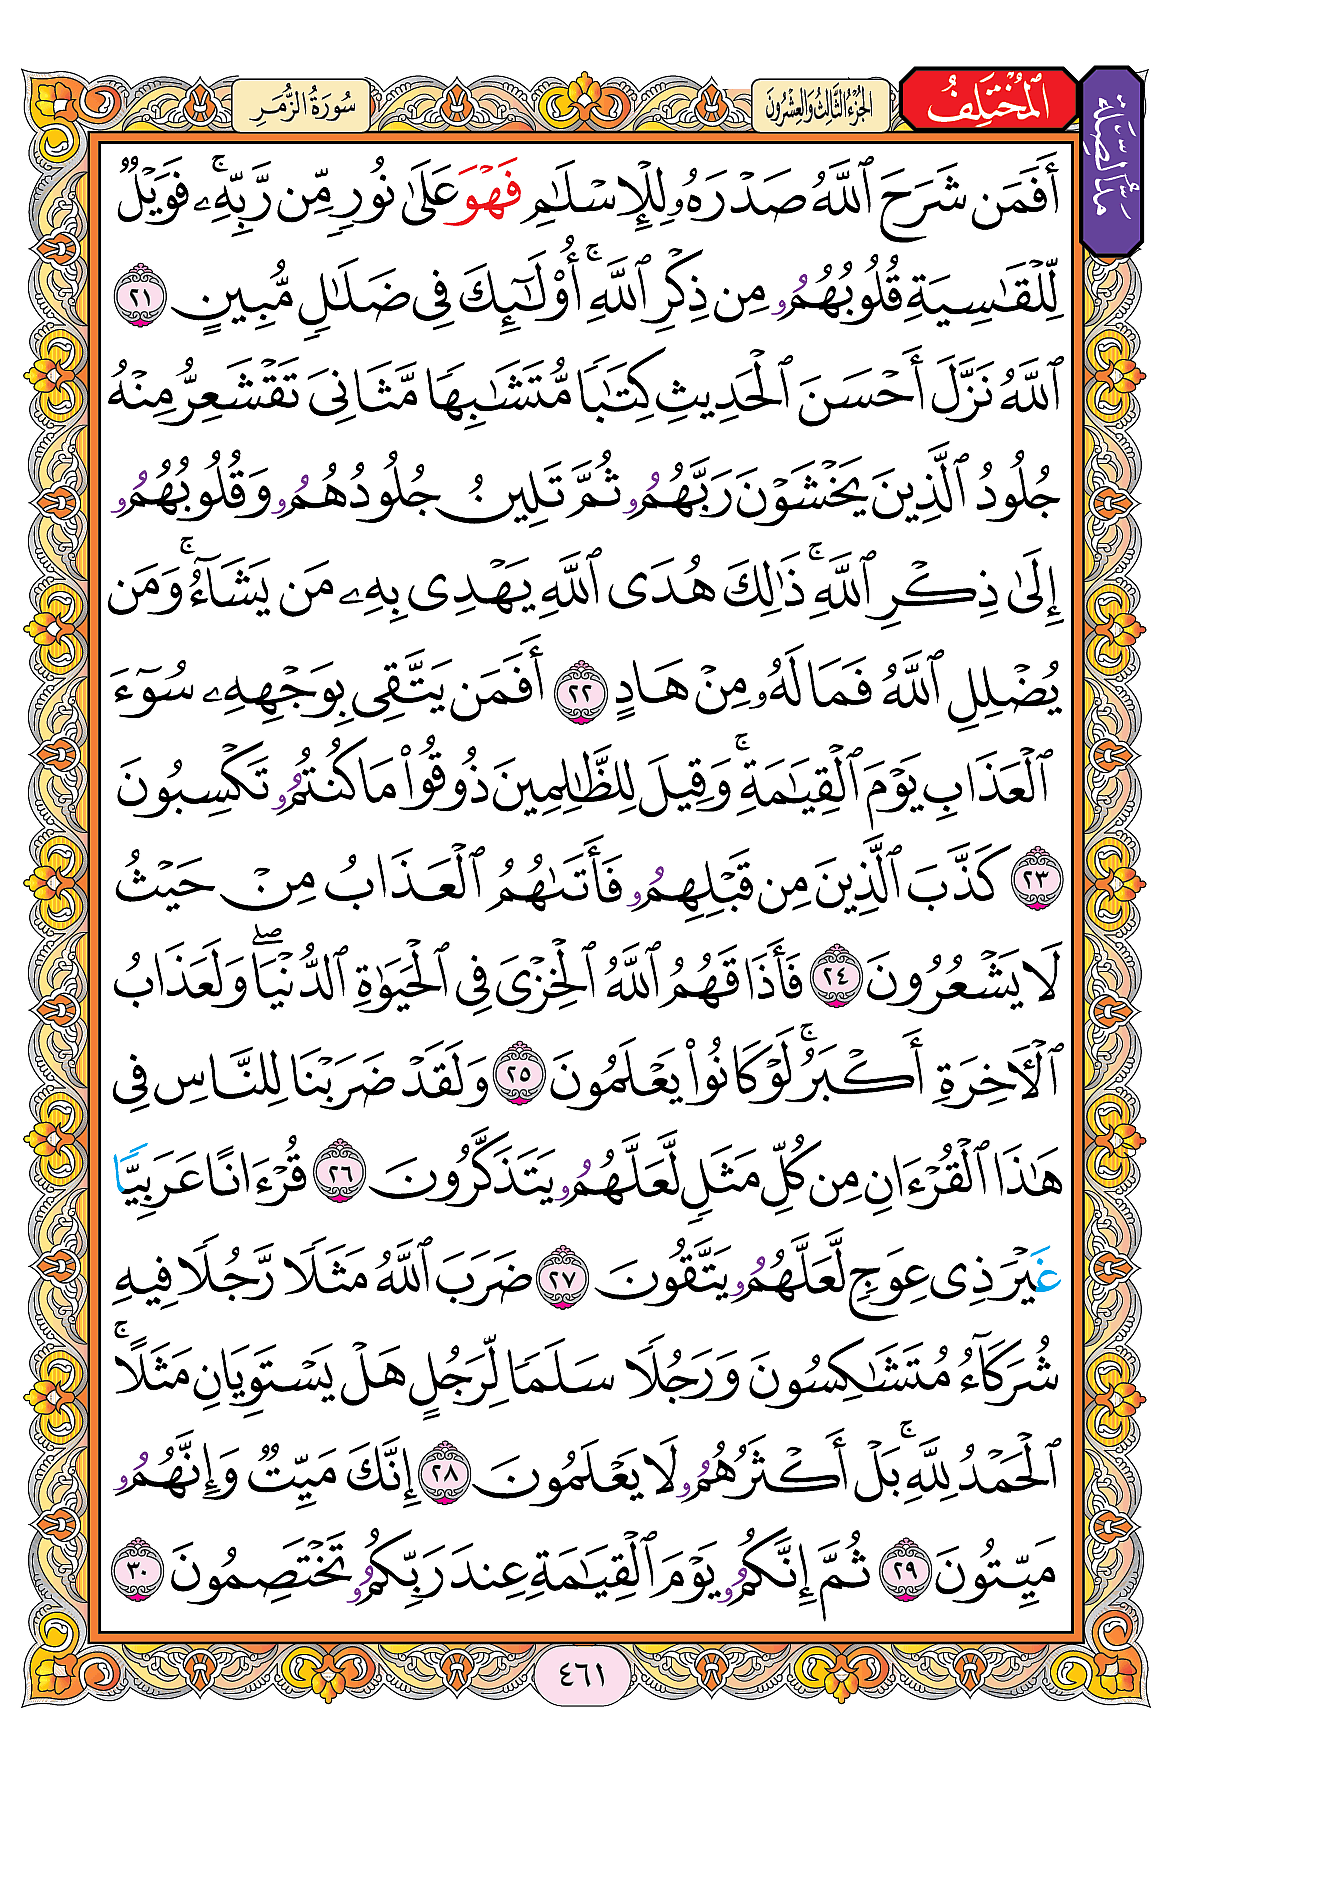 سُورَةُ الزُّمَرِ
الجُزْءُ الثَّالِثُ وَالعِشْرُونَ
ٱلْمُخْتَلَفُ
مَدُّ الصِّلَةِ
أَفَمَن شَرَحَ ٱللَّهُ صَدْرَهُۥ لِلْإِسْلَٰمِ فَهْوَ عَلَىٰ نُورٍ مِّن رَّبِّهِۦۚ فَوَيْلٌ
لِّلْقَٰسِيَةِ قُلُوبُهُمُۥ مِن ذِكْرِ ٱللَّهِۚ أُوْلَٰٓئِكَ فِى ضَلَٰلٍ مُّبِينٍ ٢١
ٱللَّهُ نَزَّلَ أَحْسَنَ ٱلْحَدِيثِ كِتَٰبًا مُّتَشَٰبِهًا مَّثَانِىَ تَقْشَعِرُّ مِنْهُ
جُلُودُ ٱلَّذِينَ يَخْشَوْنَ رَبَّهُمُۥ ثُمَّ تَلِينُ جُلُودُهُمُۥ وَقُلُوبُهُمُۥ
إِلَىٰ ذِكْرِ ٱللَّهِۚ ذَٰلِكَ هُدَى ٱللَّهِ يَهْدِى بِهِۦ مَن يَشَآءُۚ وَمَن
يُضْلِلِ ٱللَّهُ فَمَا لَهُۥ مِنْ هَادٍ ٢٢ أَفَمَن يَتَّقِى بِوَجْهِهِۦ سُوٓءَ
ٱلْعَذَابِ يَوْمَ ٱلْقِيَٰمَةِۚ وَقِيلَ لِلظَّٰلِمِينَ ذُوقُواْ مَا كُنتُمُۥ تَكْسِبُونَ
٢٣ كَذَّبَ ٱلَّذِينَ مِن قَبْلِهِمُۥ فَأَتَىٰهُمُ ٱلْعَذَابُ مِنْ حَيْثُ
لَا يَشْعُرُونَ ٢٤ فَأَذَاقَهُمُ ٱللَّهُ ٱلْخِزْىَ فِى ٱلْحَيَوٰةِ ٱلدُّنْيَاۖ وَلَعَذَابُ
ٱلْأٓخِرَةِ أَكْبَرُۚ لَوْ كَانُواْ يَعْلَمُونَ ٢٥ وَلَقَدْ ضَرَبْنَا لِلنَّاسِ فِى
هَٰذَا ٱلْقُرْءَانِ مِن كُلِّ مَثَلٍ لَّعَلَّهُمُۥ يَتَذَكَّرُونَ ٢٦ قُرْءَانًا عَرَبِيًّا
غَيْرَ ذِى عِوَجٍ لَّعَلَّهُمُۥ يَتَّقُونَ ٢٧ ضَرَبَ ٱللَّهُ مَثَلًا رَّجُلًا فِيهِ
شُرَكَآءُ مُتَشَٰكِسُونَ وَرَجُلًا سَلَمًا لِّرَجُلٍ هَلْ يَسْتَوِيَانِ مَثَلًاۚ
ٱلْحَمْدُ لِلَّهِۚ بَلْ أَكْثَرُهُمُۥ لَا يَعْلَمُونَ ٢٨ إِنَّكَ مَيِّتٌ وَإِنَّهُمُۥ
مَيِّتُونَ ٢٩ ثُمَّ إِنَّكُمُۥ يَوْمَ ٱلْقِيَٰمَةِ عِندَ رَبِّكُمُۥ تَخْتَصِمُونَ ٣٠
٤٦١